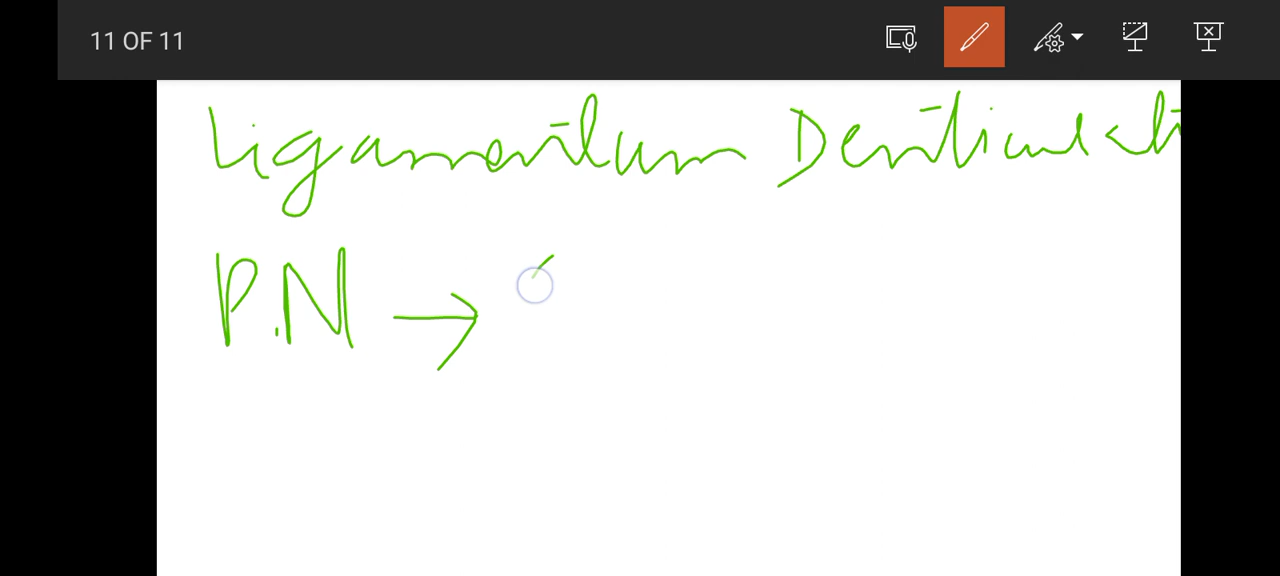 11 OF 11
Ligamentum Denticulati
P.N →